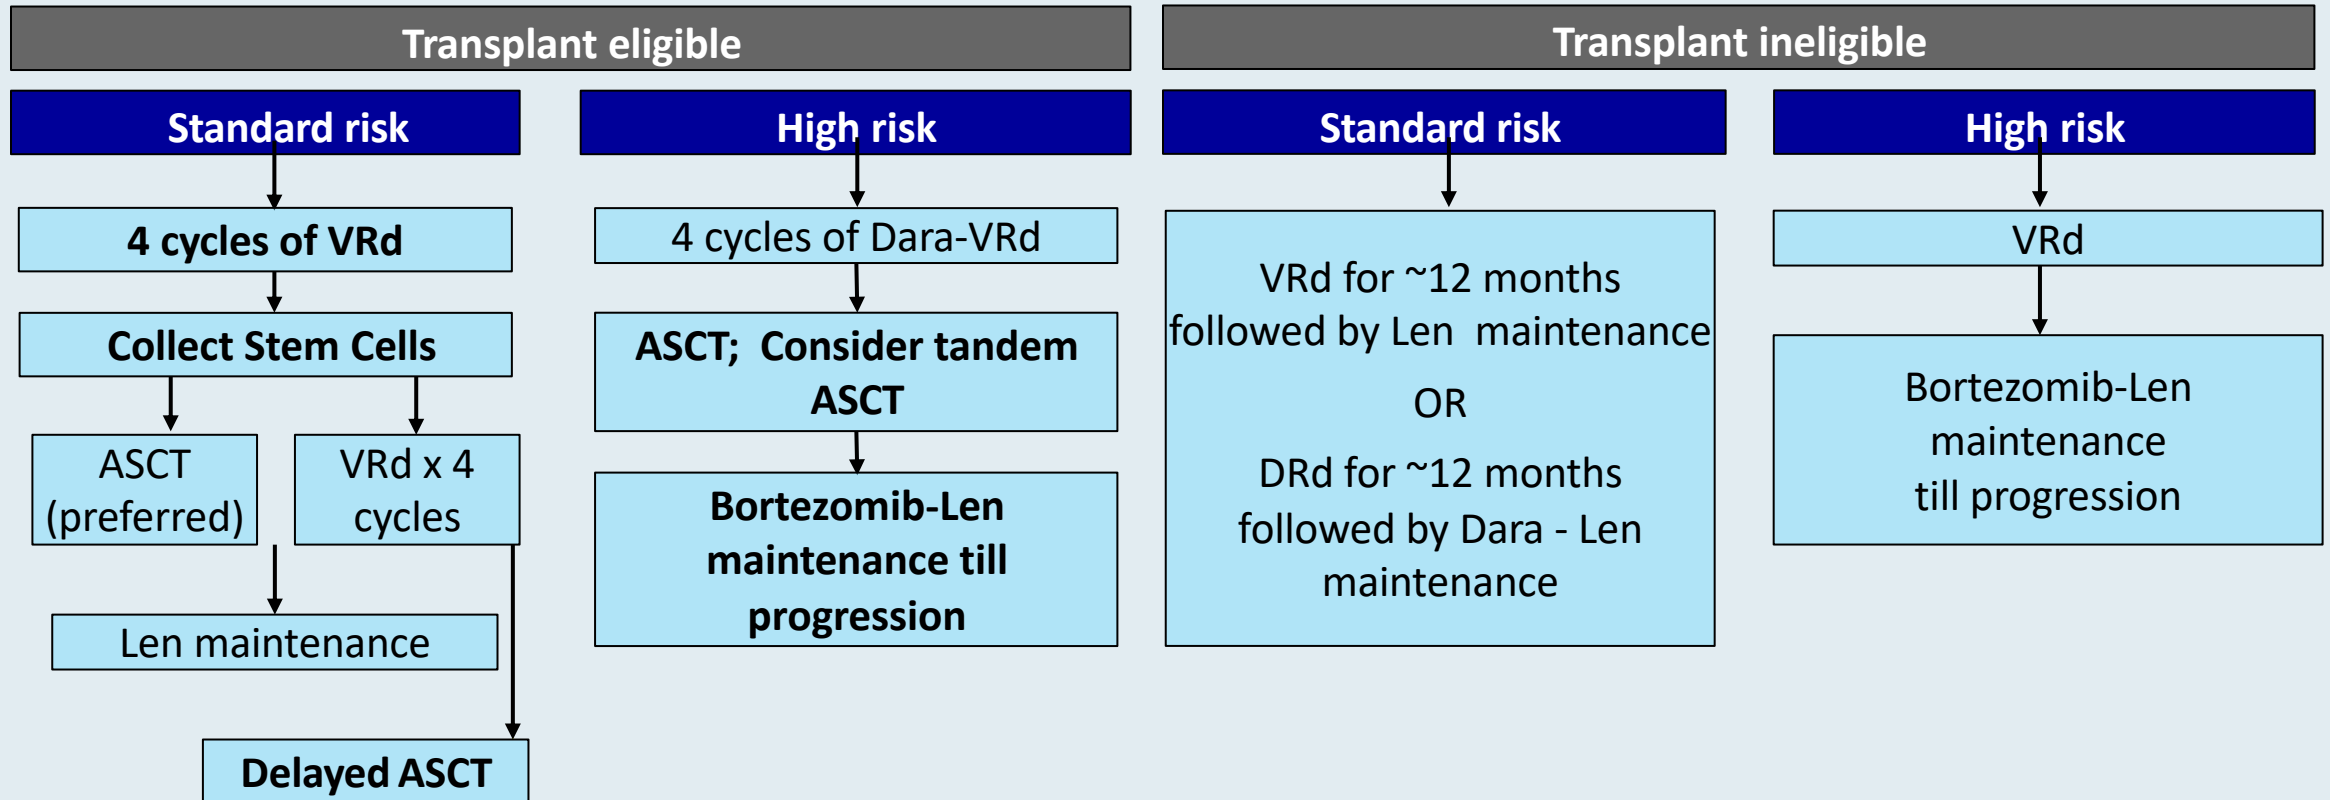 Transplant eligible
Transplant ineligible
Standard risk
High risk
Standard risk
High risk
4 cycles of VRd
Collect Stem Cells
ASCT
(preferred)
VRd x 4
cycles
Len maintenance
Delayed ASCT
4 cycles of Dara-VRd
ASCT; Consider tandem
ASCT
Bortezomib-Len
maintenance till
progression
VRd for ~12 months
followed by Len maintenance
OR
DRd for ~12 months
followed by Dara - Len
maintenance
VRd
Bortezomib-Len
maintenance
till progression